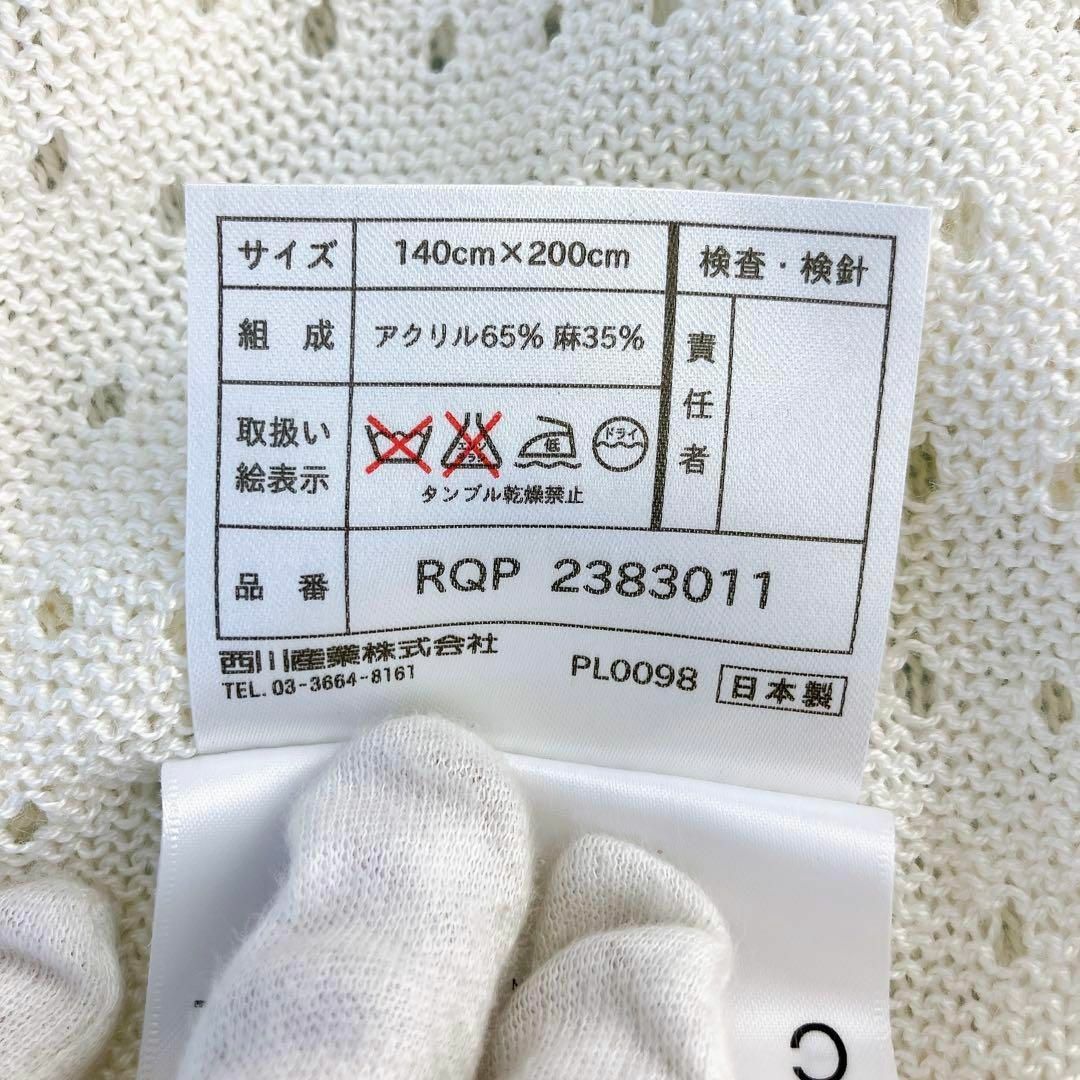 サイズ 140cm×200cm 検査・検針
組 成 アクリル65% 麻35%
責任者
取扱い
絵表示
エンソ
低
ドライ
タンブル乾燥禁止
品 番 RQP 2383011
西川産業株式会社
TEL. 03-3664-8161
PL0098 日本製
C